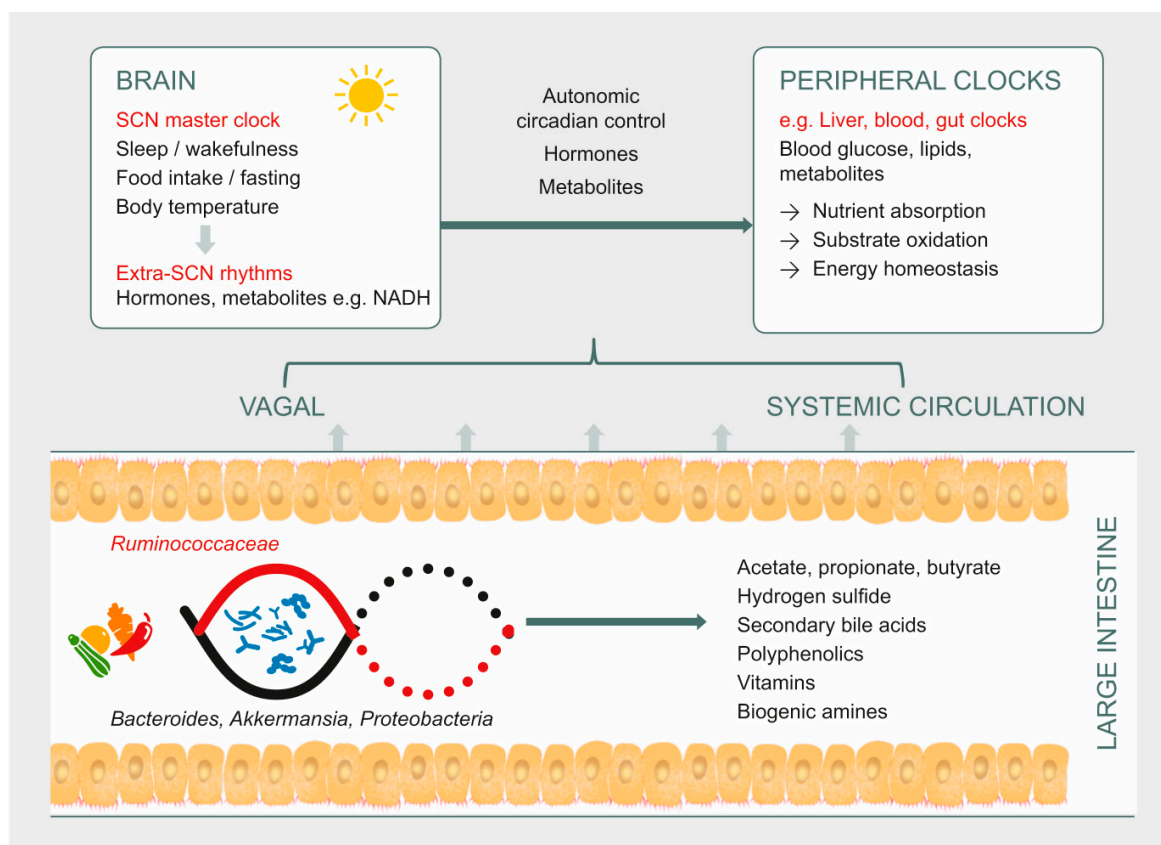 BRAIN
SCN master clock
Sleep / wakefulness
Food intake / fasting
Body temperature
Extra-SCN rhythms
Hormones, metabolites e.g. NADH
Autonomic
circadian control
Hormones
Metabolites
PERIPHERAL CLOCKS
e.g. Liver, blood, gut clocks
Blood glucose, lipids,
metabolites
→ Nutrient absorption
→ Substrate oxidation
→ Energy homeostasis
VAGAL
SYSTEMIC CIRCULATION
Ruminococcaceae
Bacteroides, Akkermansia, Proteobacteria
Acetate, propionate, butyrate
Hydrogen sulfide
Secondary bile acids
Polyphenolics
Vitamins
Biogenic amines
LARGE INTESTINE